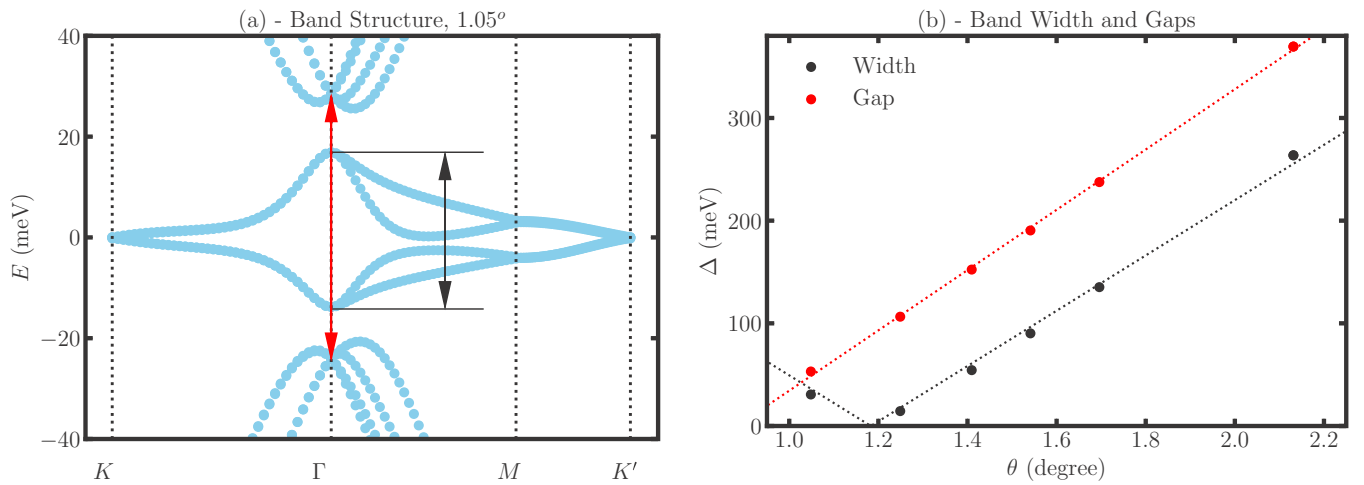 (a) - Band Structure, 1.05°
40
20
0
−20
−40
E (meV)
K
Γ
M
K′
(b) - Band Width and Gaps
Width
Gap
300
200
100
0
Δ (meV)
1.0
1.2
1.4
1.6
1.8
2.0
2.2
θ (degree)